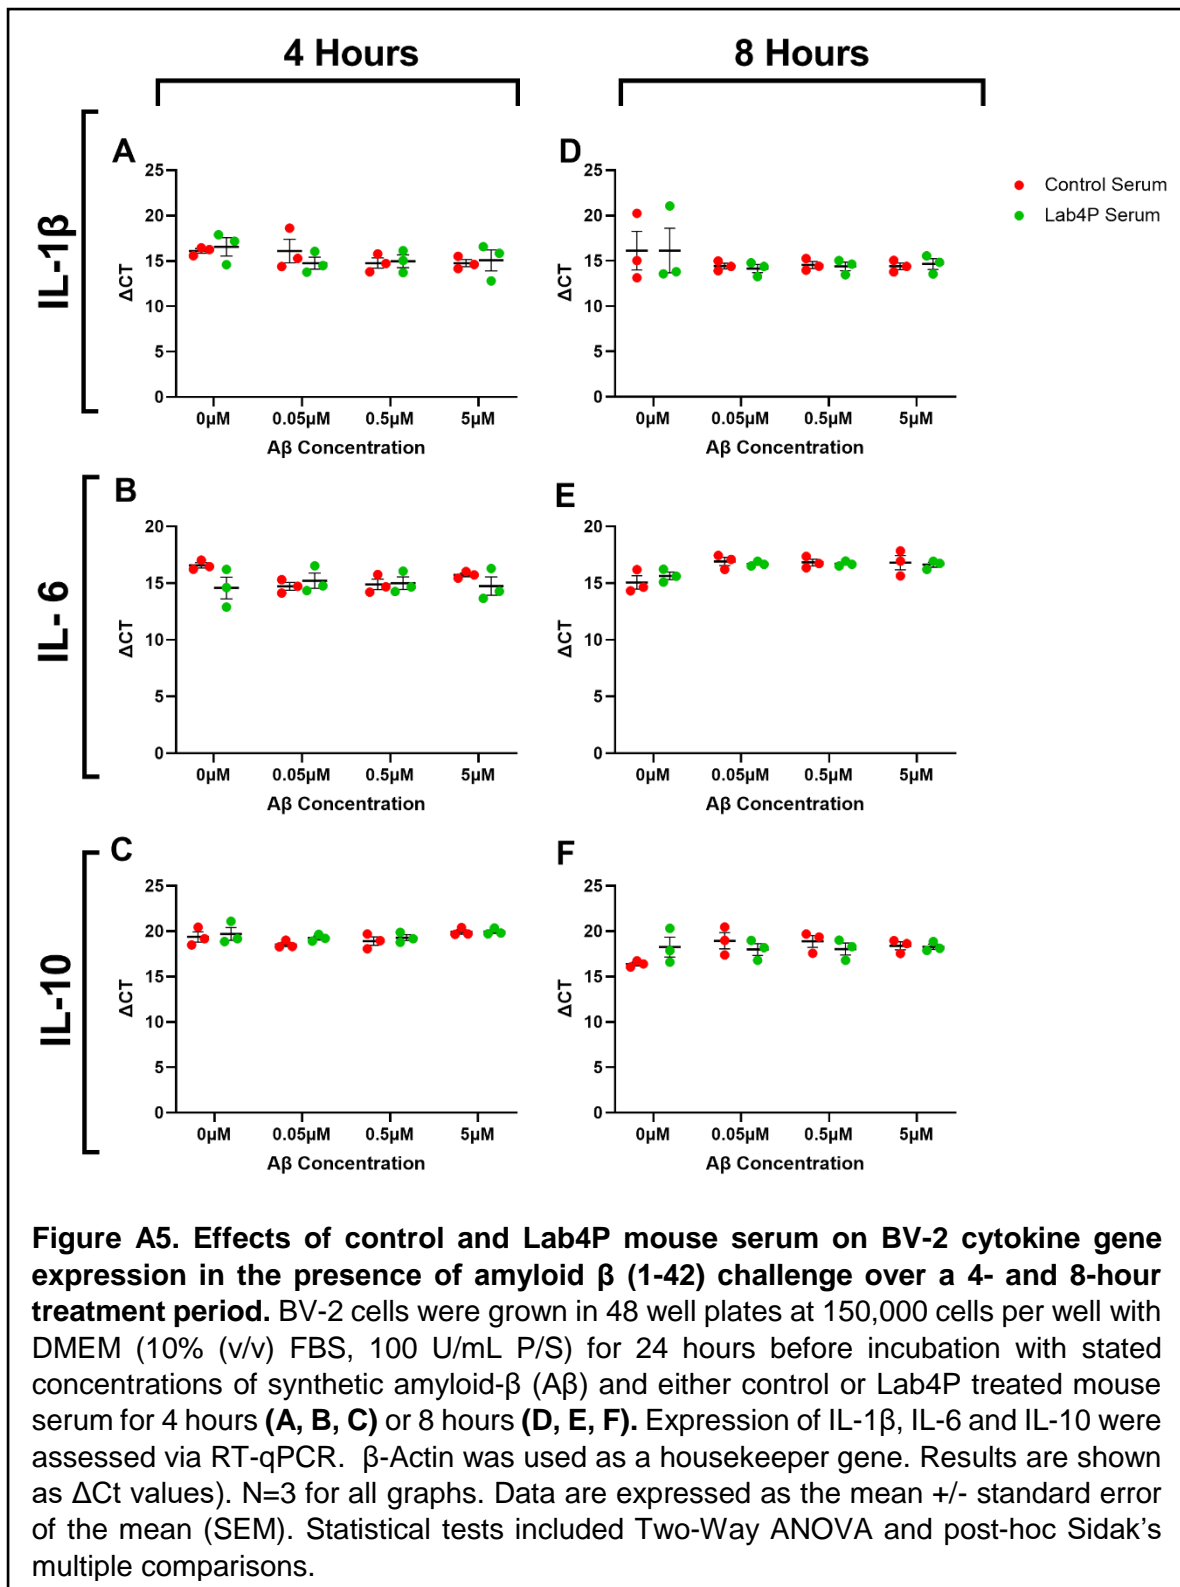 4 Hours
8 Hours
IL-1β
A
25
20
15
10
5
0
ΔCT
0µM 0.05µM 0.5µM 5µM
Aβ Concentration
D
25
20
15
10
5
0
ΔCT
0µM 0.05µM 0.5µM 5µM
Aβ Concentration
Control Serum
Lab4P Serum
IL- 6
B
20
15
10
5
0
ΔCT
0µM 0.05µM 0.5µM 5µM
Aβ Concentration
E
20
15
10
5
0
ΔCT
0µM 0.05µM 0.5µM 5µM
Aβ Concentration
IL-10
C
25
20
15
10
5
0
ΔCT
0µM 0.05µM 0.5µM 5µM
Aβ Concentration
F
25
20
15
10
5
0
ΔCT
0µM 0.05µM 0.5µM 5µM
Aβ Concentration
Figure A5. Effects of control and Lab4P mouse serum on BV-2 cytokine gene
expression in the presence of amyloid β (1-42) challenge over a 4- and 8-hour
treatment period. BV-2 cells were grown in 48 well plates at 150,000 cells per well with
DMEM (10% (v/v) FBS, 100 U/mL P/S) for 24 hours before incubation with stated
concentrations of synthetic amyloid-β (Aβ) and either control or Lab4P treated mouse
serum for 4 hours (A, B, C) or 8 hours (D, E, F). Expression of IL-1β, IL-6 and IL-10 were
assessed via RT-qPCR. β-Actin was used as a housekeeper gene. Results are shown
as ΔCt values). N=3 for all graphs. Data are expressed as the mean +/- standard error
of the mean (SEM). Statistical tests included Two-Way ANOVA and post-hoc Sidak's
multiple comparisons.